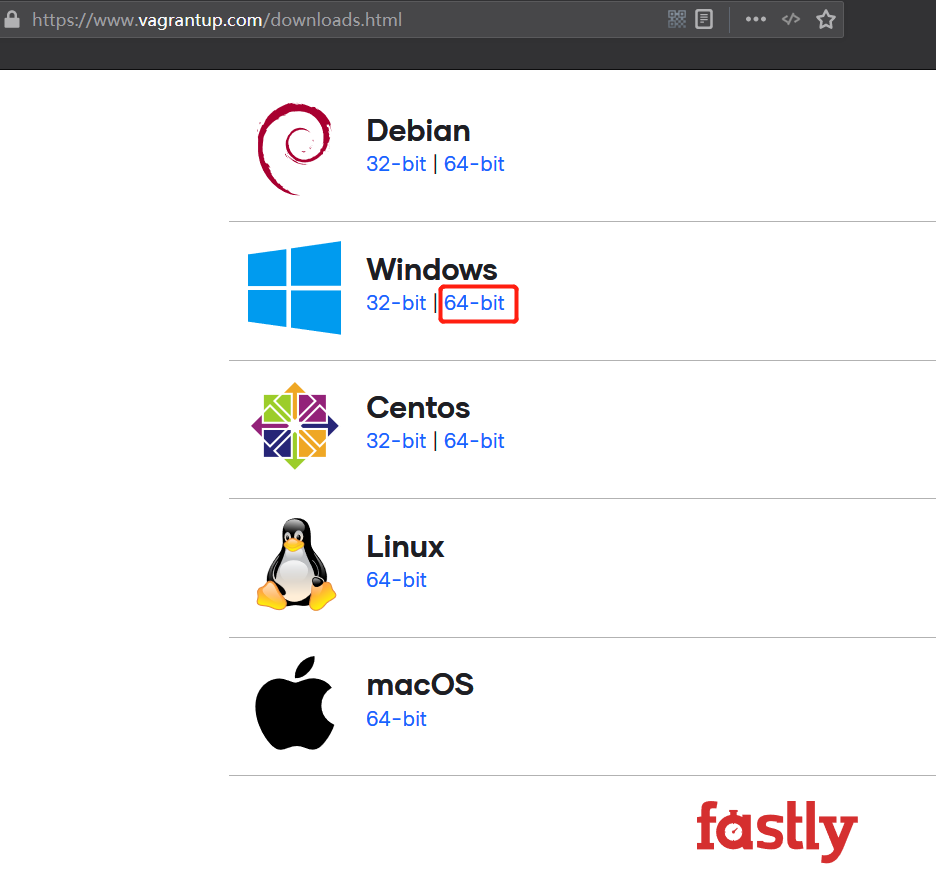 https://www.vagrantup.com/downloads.html
Debian
32-bit | 64-bit
Windows
32-bit | 64-bit
Centos
32-bit | 64-bit
Linux
64-bit
macOS
64-bit
fastly